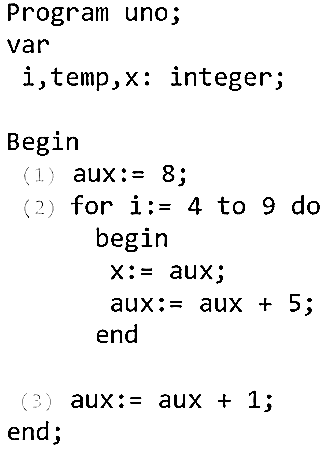 Program uno;
var
i,temp,x: integer;
Begin
(1) aux:= 8;
(2) for i:= 4 to 9 do
begin
x:= aux;
aux:= aux + 5;
end
(3) aux:= aux + 1;
end;